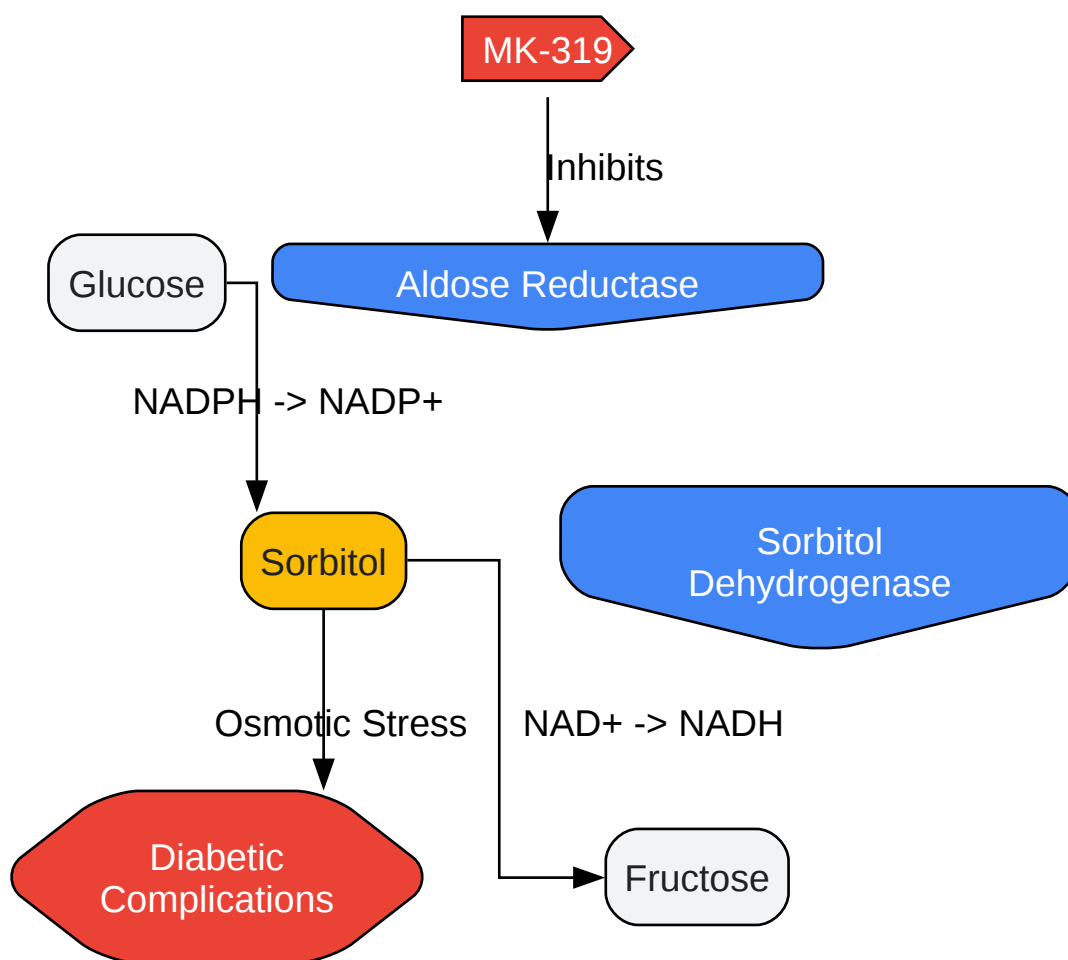 MK-319
Inhibits
Glucose
Aldose Reductase
NADPH -> NADP+
Sorbitol
Sorbitol
Dehydrogenase
Osmotic Stress
NAD+ -> NADH
Diabetic
Complications
Fructose